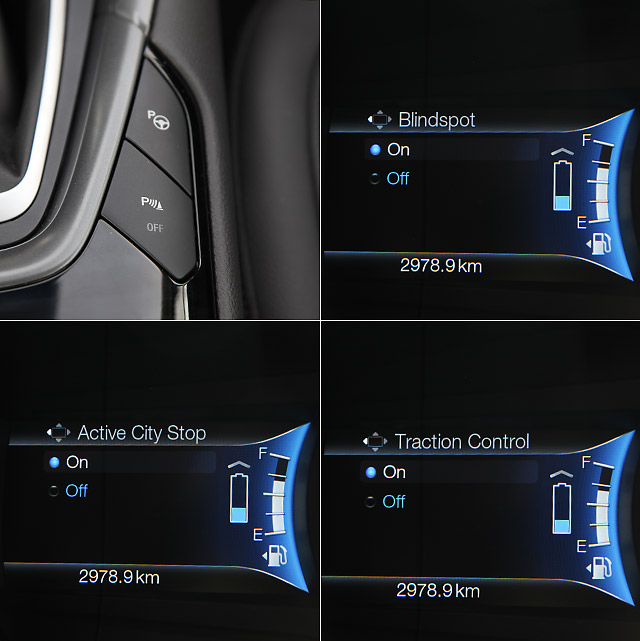 P
P
OFF
Blindspot
On
Off
F
E
2978.9 km
Active City Stop
On
Off
F
E
2978.9 km
Traction Control
On
Off
F
E
2978.9 km